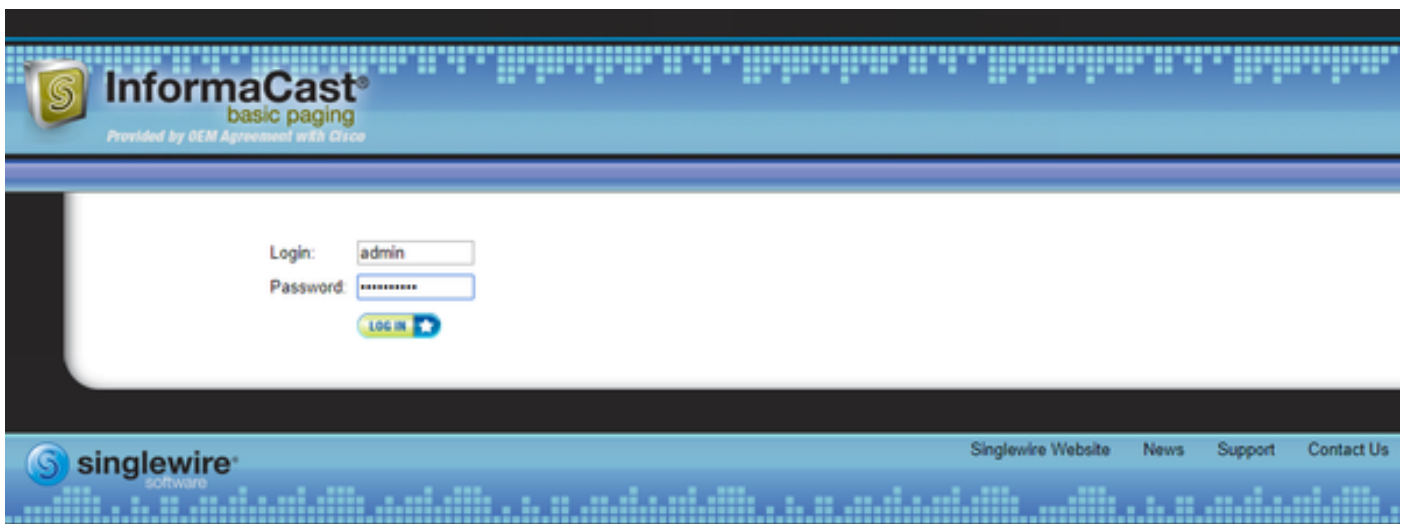 InformaCast®
basic paging
Provided by OEM Agreement with Cisco
Login: admin
Password: ••••••••••
LOG IN
singlewire®
software
Singlewire Website News Support Contact Us